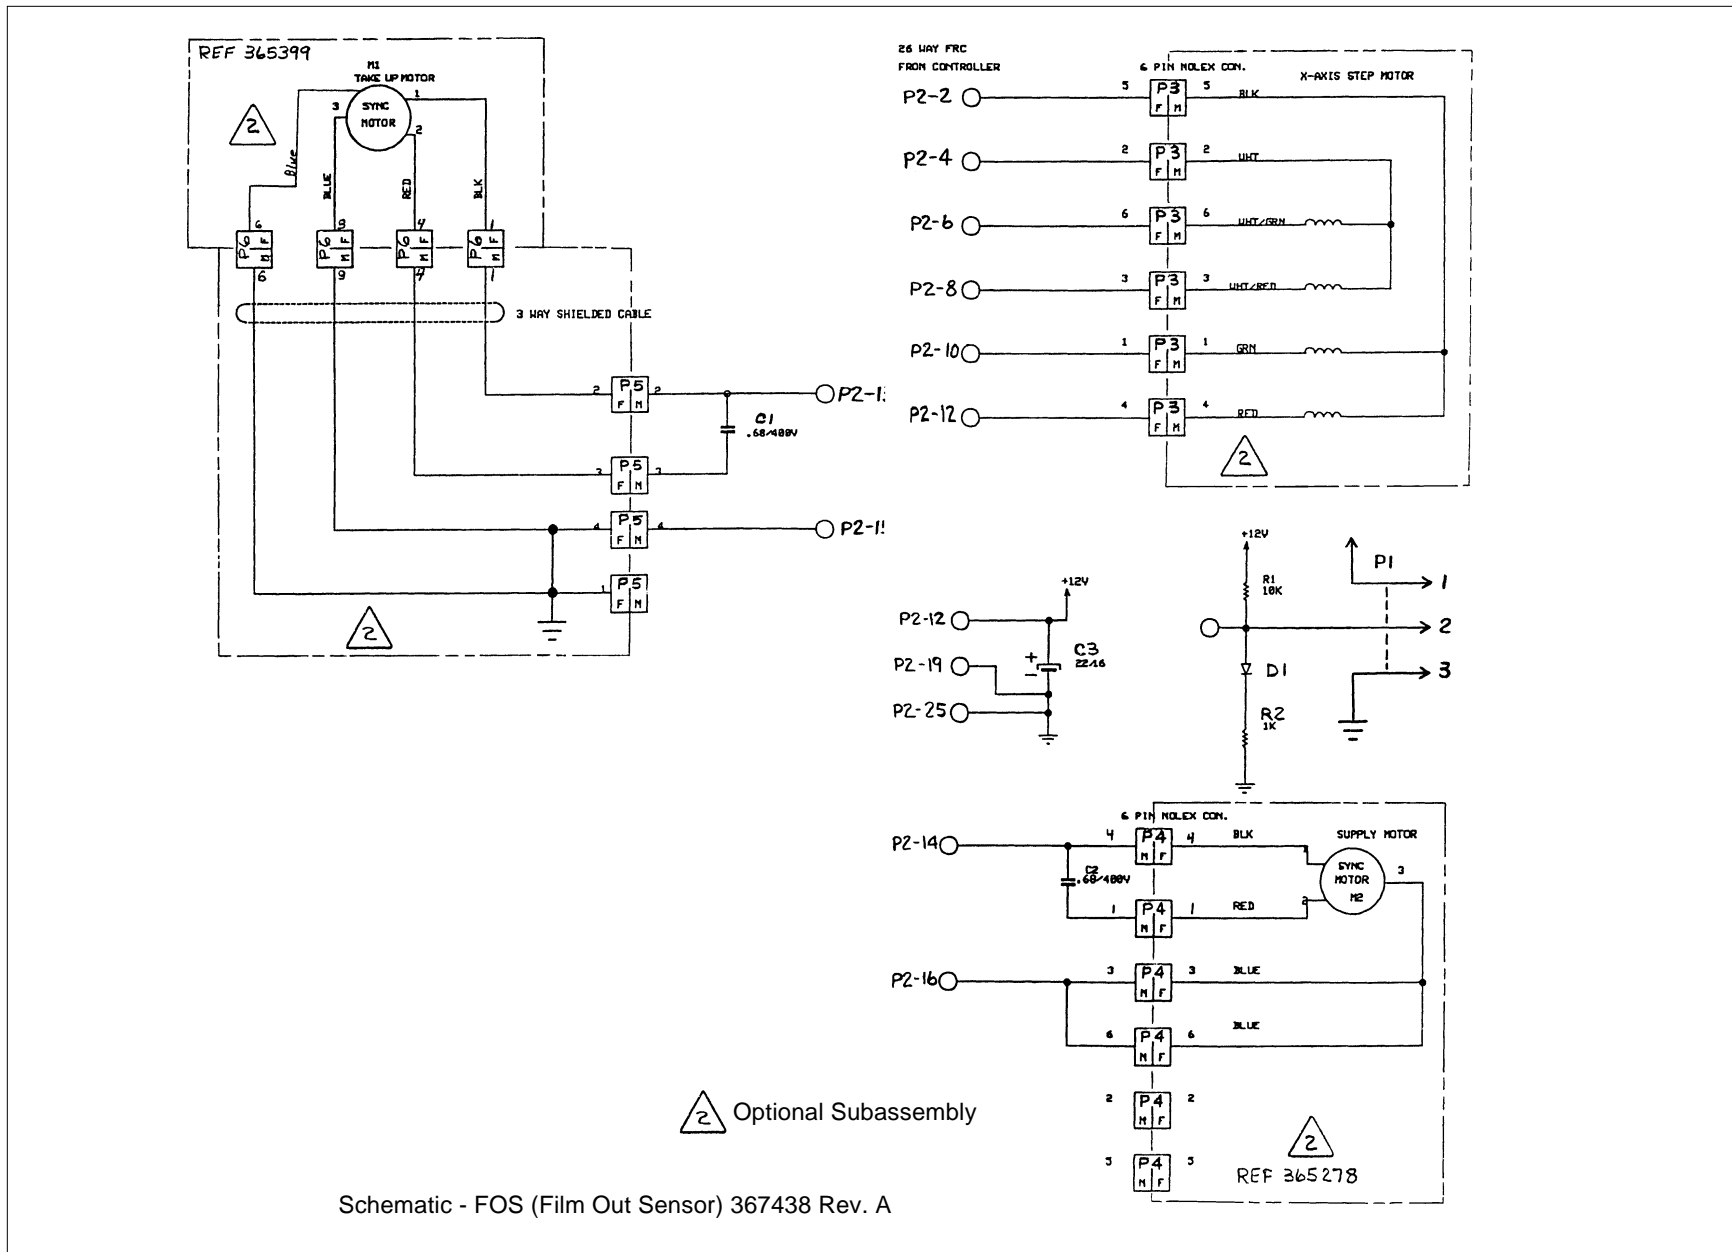 REF 365399
M1
TAKE UP MOTOR
SYNC
MOTOR
1
2
3
2
Blue
BLUE
RED
BLK
6
3
4
1
P6 M F
P6 M F
P6 M F
P6 M F
6
3
4
1
3 WAY SHIELDED CABLE
2 P5 2
F M
P2-1
C1
.68/400V
3 P5 3
F M
4 P5 4
F M
P2-1
1 P5
F M
2
26 WAY FRC
FROM CONTROLLER
6 PIN MOLEX CON.
X-AXIS STEP MOTOR
P2-2 5 P3 5 BLK
F M
P2-4 2 P3 2 WHT
F M
P2-6 6 P3 6 WHT/GRN
F M
P2-8 3 P3 3 WHT/RED
F M
P2-10 1 P3 1 GRN
F M
P2-12 4 P3 4 RED
F M
2
+12V
P2-12
P2-19
P2-25
+
-
C3
22/16
+12V
R1
10K
D1
R2
1K
P1
1
2
3
6 PIN MOLEX CON.
SUPPLY MOTOR
P2-14 4 P4 4 BLK 1
M F
C2
.68/400V
SYNC
MOTOR
M2
3
1 P4 1 RED 2
M F
P2-16 3 P4 3 BLUE
M F
6 P4 6 BLUE
M F
2 P4 2
M F
5 P4 5
M F
2
REF 365278
2 Optional Subassembly
Schematic - FOS (Film Out Sensor) 367438 Rev. A